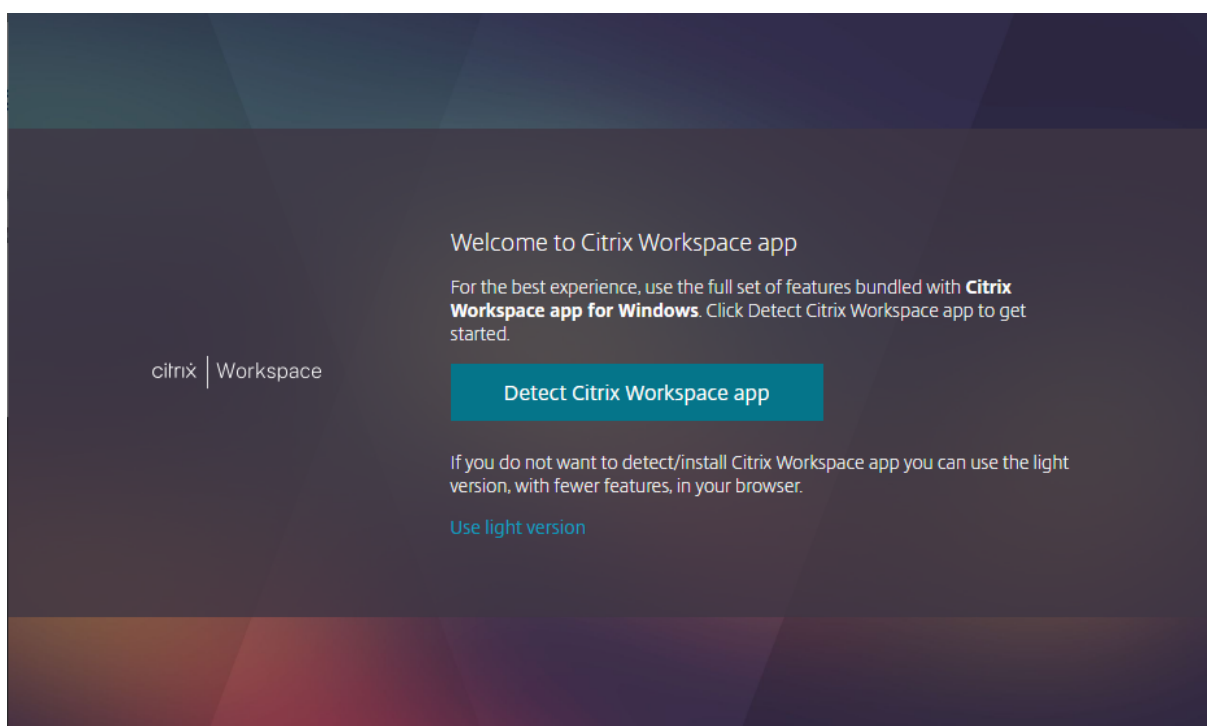 Welcome to Citrix Workspace app
For the best experience, use the full set of features bundled with Citrix
Workspace app for Windows. Click Detect Citrix Workspace app to get
started.
citrix | Workspace
Detect Citrix Workspace app
If you do not want to detect/install Citrix Workspace app you can use the light
version, with fewer features, in your browser.
Use light version